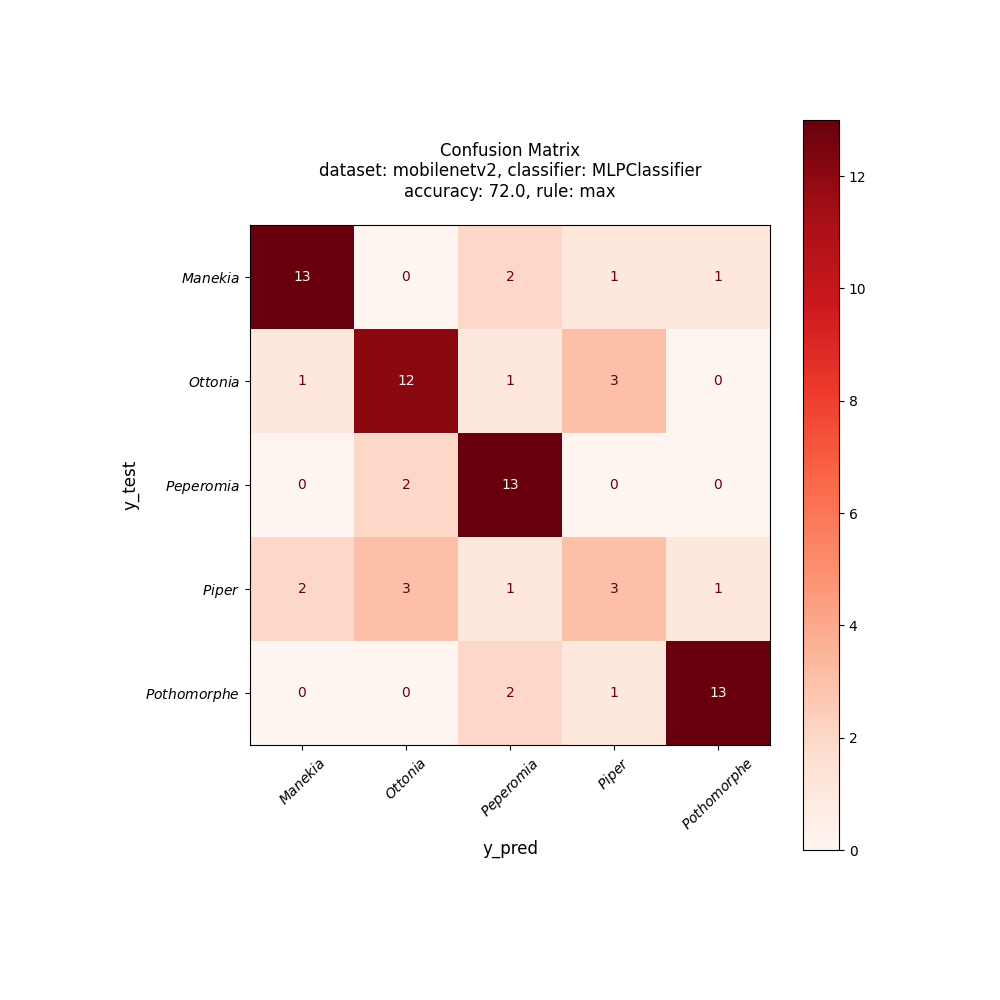 Confusion Matrix
dataset: mobilenetv2, classifier: MLPClassifier
accuracy: 72.0, rule: max
y_test
Manekia 13 0 2 1 1
Ottonia 1 12 1 3 0
Peperomia 0 2 13 0 0
Piper 2 3 1 3 1
Pothomorphe 0 0 2 1 13
Manekia Ottonia Peperomia Piper Pothomorphe
y_pred
12
10
8
6
4
2
0